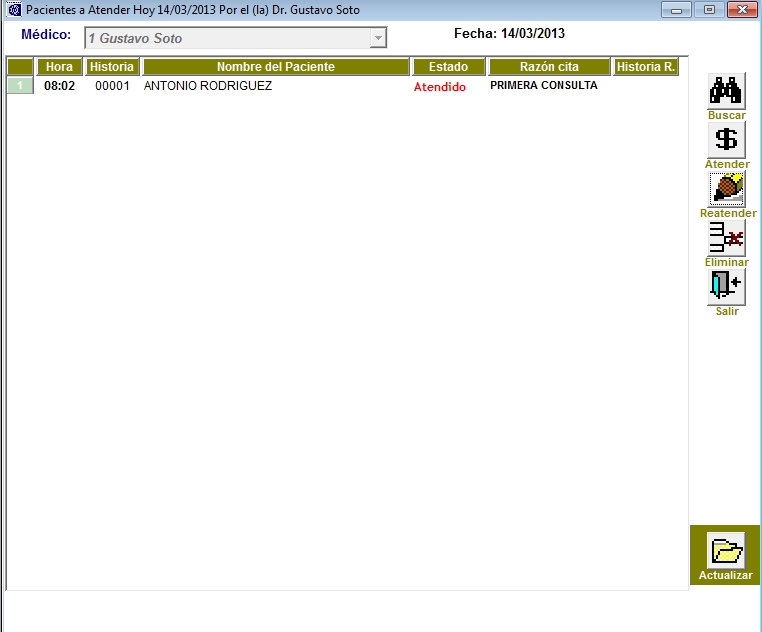 Pacientes a Atender Hoy 14/03/2013 Por el (la) Dr. Gustavo Soto
Médico: 1 Gustavo Soto Fecha: 14/03/2013
Hora Historia Nombre del Paciente Estado Razón cita Historia R.
1 08:02 00001 ANTONIO RODRIGUEZ Atendido PRIMERA CONSULTA
Buscar
$
Atender
Reatender
Eliminar
Salir
Actualizar